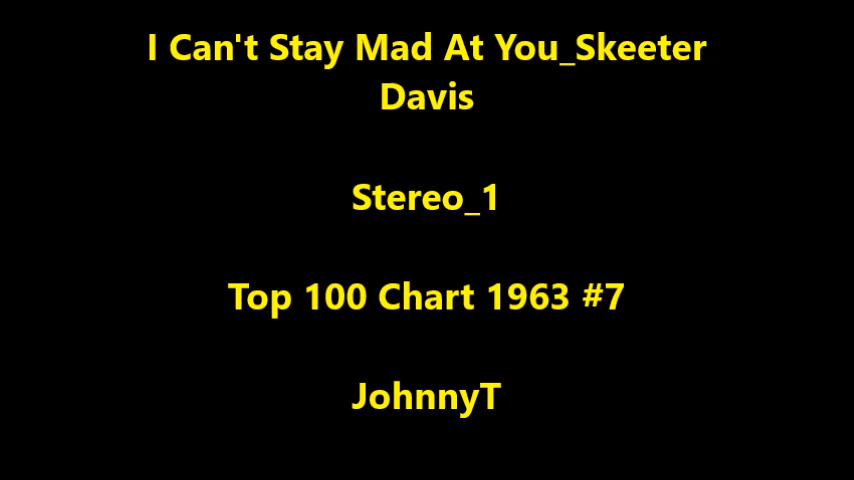 I Can't Stay Mad At You_Skeeter
Davis
Stereo_1
Top 100 Chart 1963 #7
JohnnyT